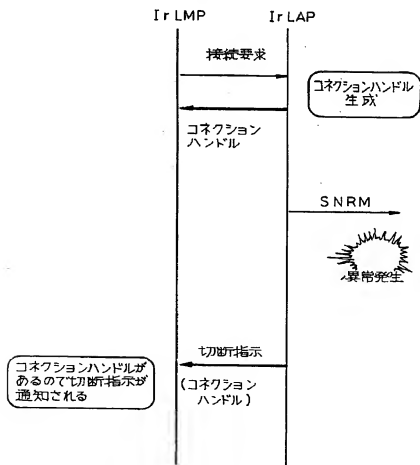 IrLMP
IrLAP
接続要求
コネクションハンドル
生成
コネクション
ハンドル
SNRM
異常発生
切断指示
(コネクション
ハンドル)
コネクションハンドルが
あるので切断指示が
通知される